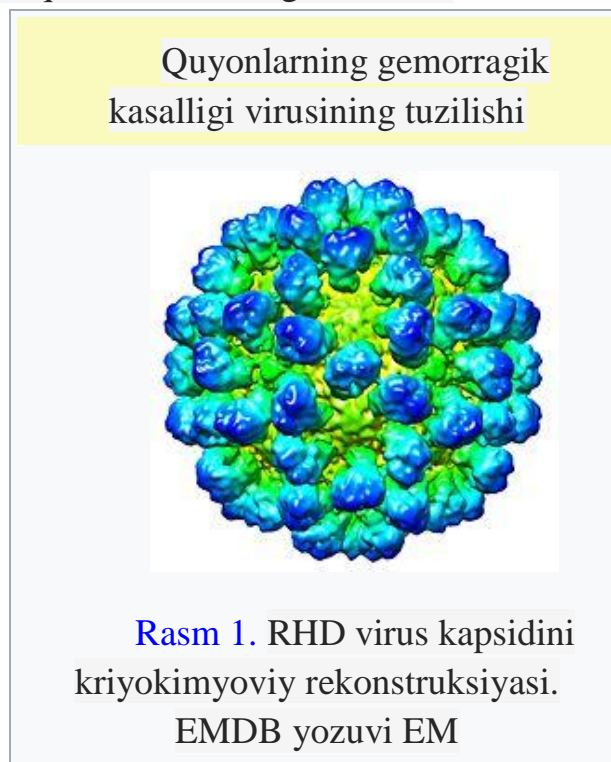 Quyonlarning gemorragik
kasalligi virusining tuzilishi
Rasm 1. RHD virus kapsidini
kriyokimyoviy rekonstruksiyasi.
EMDB yozuvi EM